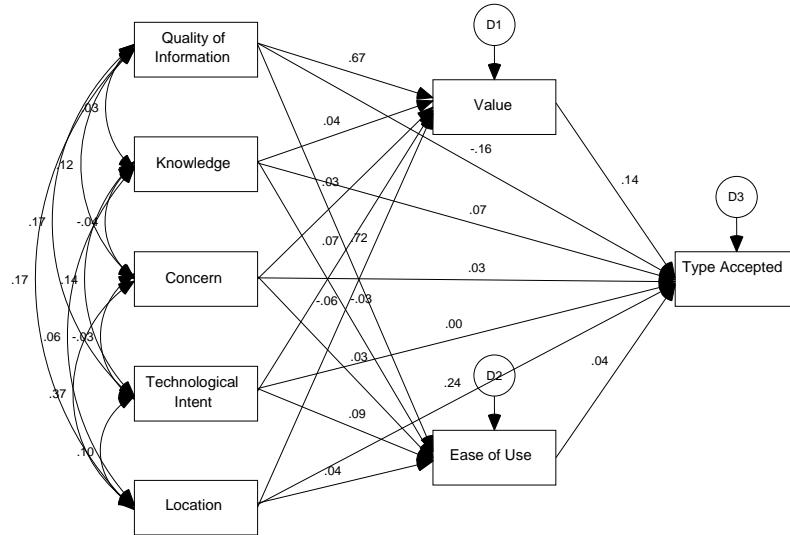 D1
Quality of
Information
.67
Value
.03
.04
-.16
Knowledge
.12
.03
.14
D3
.07
-.04
.17
.07
.72
Type Accepted
Concern
.03
.17
.14
-.06
-.03
.00
.06
-.03
.03
.24
D2
.04
Technological
Intent
.37
.09
Ease of Use
.10
.04
Location